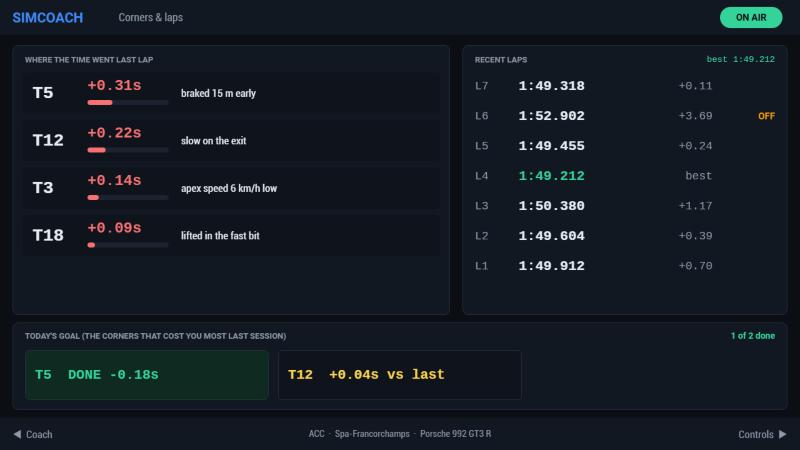 SIMCOACH
Corners & laps
ON AIR
WHERE THE TIME WENT LAST LAP
T5 +0.31s braked 15 m early
T12 +0.22s slow on the exit
T3 +0.14s apex speed 6 km/h low
T18 +0.09s lifted in the fast bit
RECENT LAPS best 1:49.212
L7 1:49.318 +0.11
L6 1:52.902 +3.69 OFF
L5 1:49.455 +0.24
L4 1:49.212 best
L3 1:50.380 +1.17
L2 1:49.604 +0.39
L1 1:49.912 +0.70
TODAY'S GOAL (THE CORNERS THAT COST YOU MOST LAST SESSION) 1 of 2 done
T5 DONE -0.18s
T12 +0.04s vs last
◀ Coach
ACC · Spa-Francorchamps · Porsche 992 GT3 R
Controls ▶